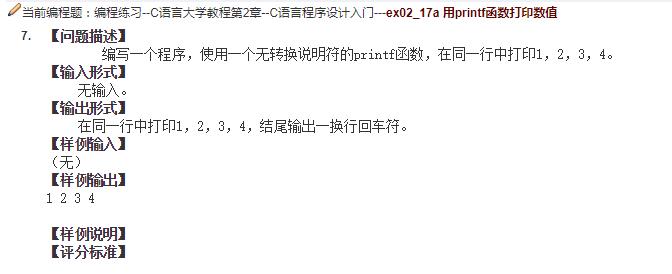 当前编程题：编程练习--C语言大学教程第2章--C语言程序设计入门---ex02_17a 用printf函数打印数值
7. 【问题描述】
编写一个程序，使用一个无转换说明符的printf函数，在同一行中打印1，2，3，4。
【输入形式】
无输入。
【输出形式】
在同一行中打印1，2，3，4，结尾输出一换行回车符。
【样例输入】
（无）
【样例输出】
1 2 3 4
【样例说明】
【评分标准】